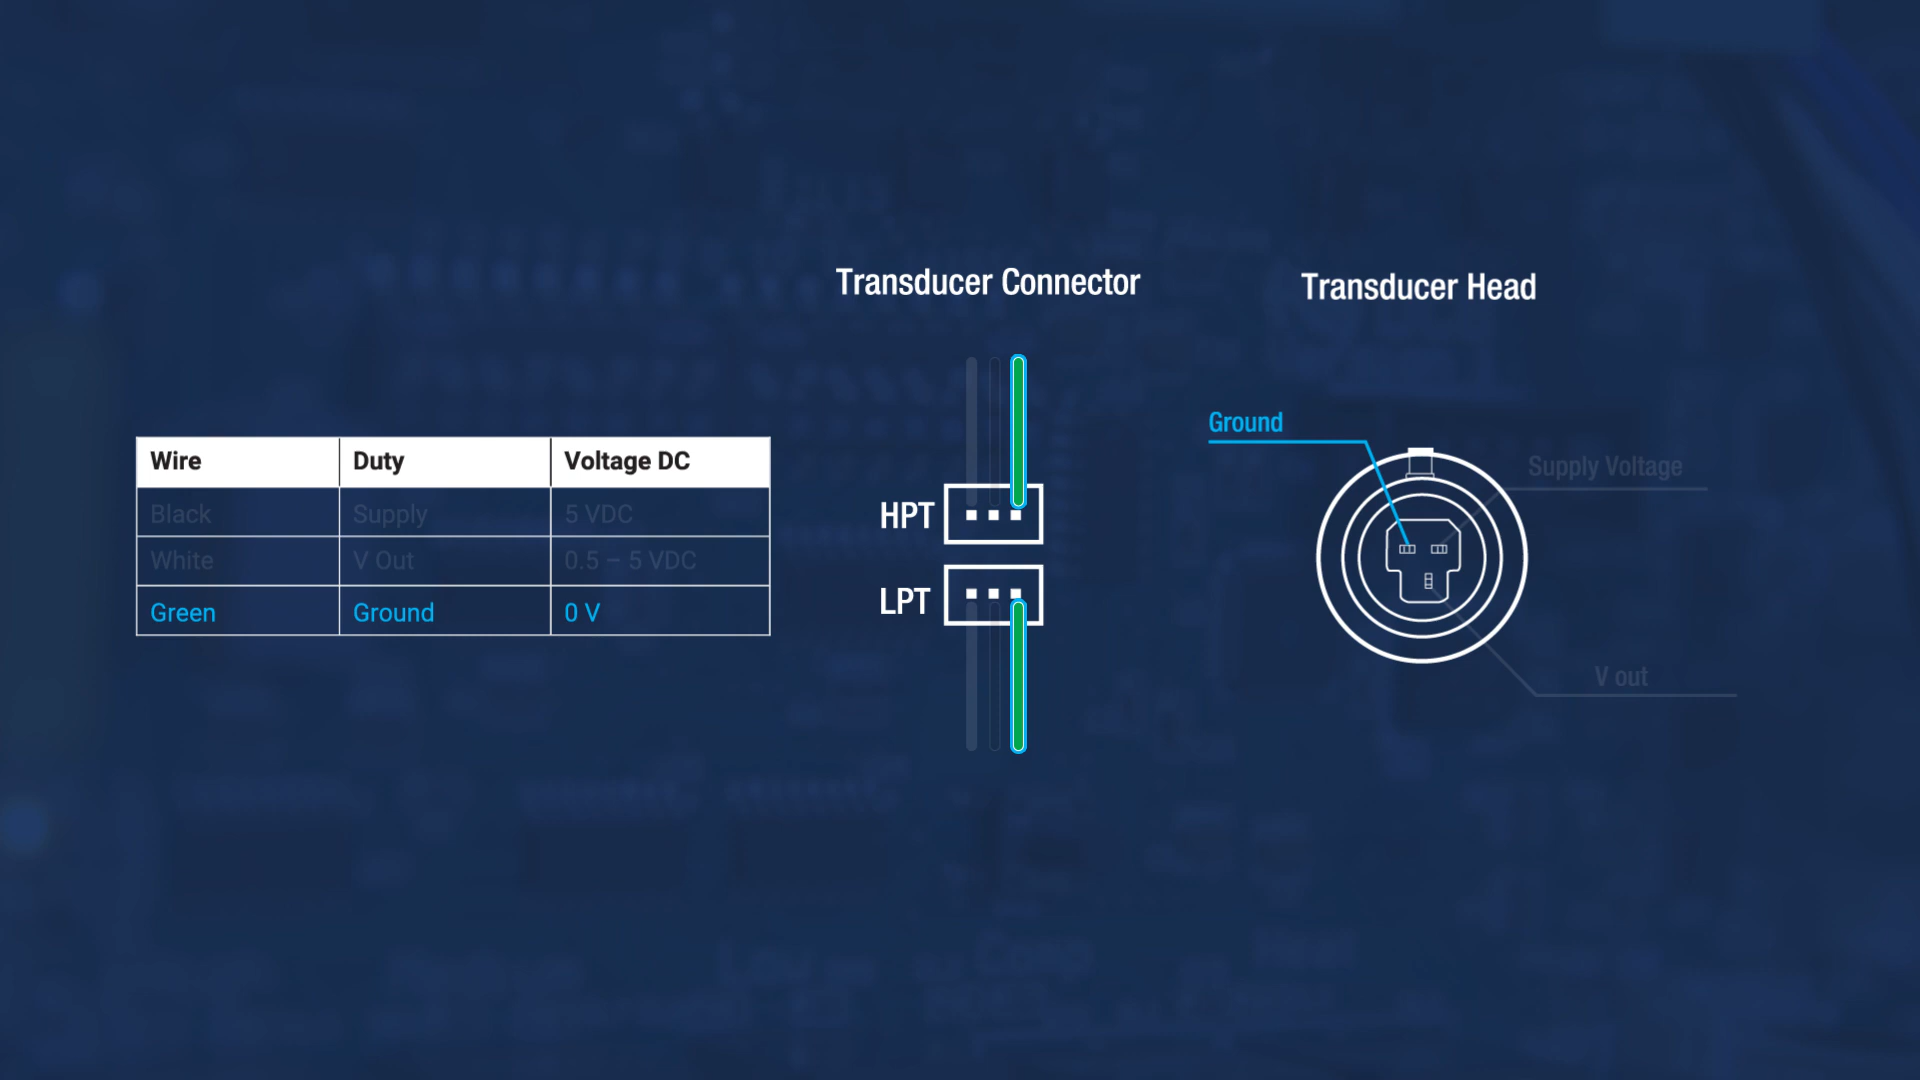 Transducer Connector
Transducer Head
Wire Duty Voltage DC
Black Supply 5 VDC
White V Out 0.5 – 5 VDC
Green Ground 0 V
HPT
LPT
Ground
Supply Voltage
V out